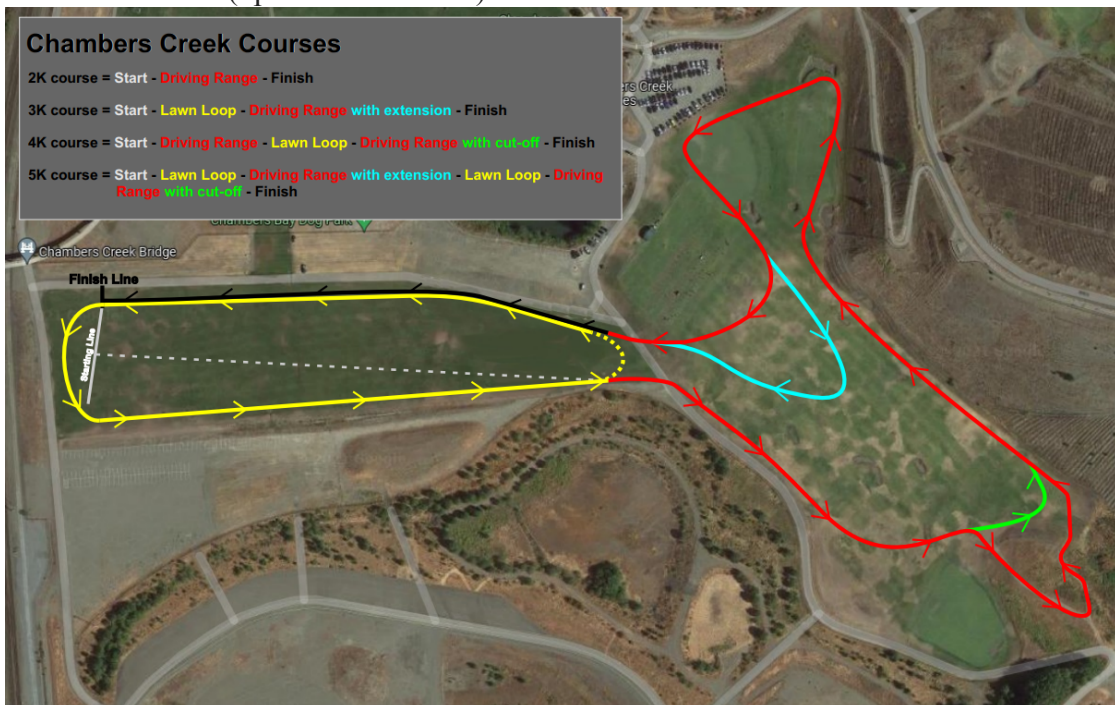 Chambers Creek Courses
2K course = Start - Driving Range - Finish
3K course = Start - Lawn Loop - Driving Range with extension - Finish
4K course = Start - Driving Range - Lawn Loop - Driving Range with cut-off - Finish
5K course = Start - Lawn Loop - Driving Range with extension - Lawn Loop - Driving
Range with cut-off - Finish
Chambers Bay Dog Park
Chambers Creek Bridge
Finish Line
Starting Line